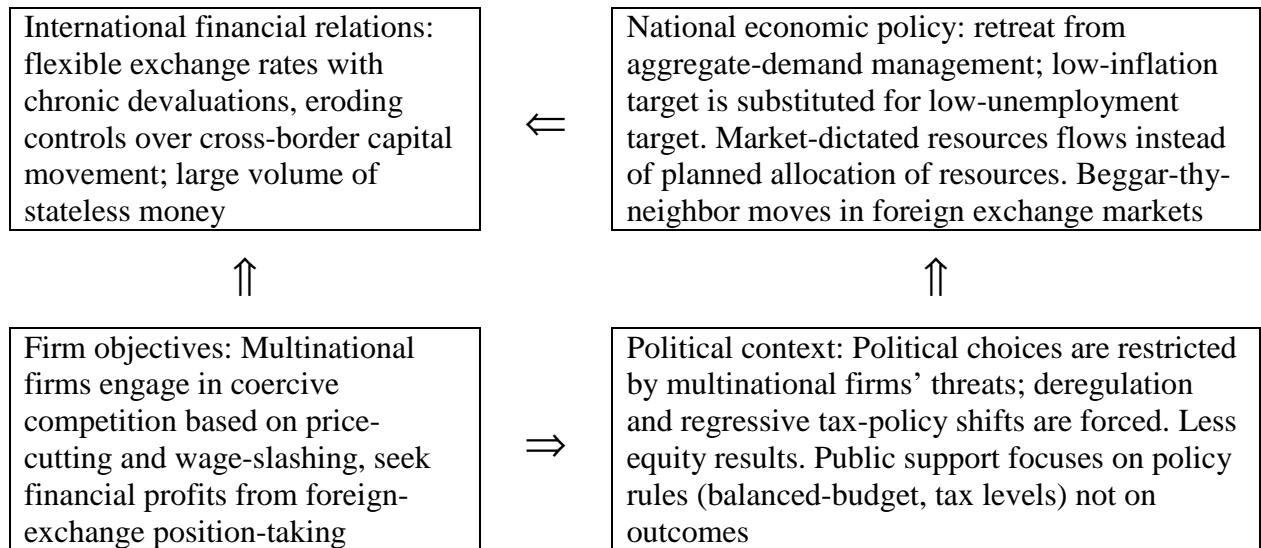 International financial relations:
flexible exchange rates with
chronic devaluations, eroding
controls over cross-border capital
movement; large volume of
stateless money
⇐
National economic policy: retreat from
aggregate-demand management; low-inflation
target is substituted for low-unemployment
target. Market-dictated resources flows instead
of planned allocation of resources. Beggar-thy-
neighbor moves in foreign exchange markets
⇑
⇑
Firm objectives: Multinational
firms engage in coercive
competition based on price-
cutting and wage-slashing, seek
financial profits from foreign-
exchange position-taking
⇒
Political context: Political choices are restricted
by multinational firms’ threats; deregulation
and regressive tax-policy shifts are forced. Less
equity results. Public support focuses on policy
rules (balanced-budget, tax levels) not on
outcomes